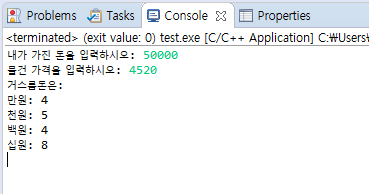 Problems Tasks Console Properties
<terminated> (exit value: 0) test.exe [C/C++ Application] C:\Users\
내가 가진 돈을 입력하시오: 50000
물건 가격을 입력하시오: 4520
거스름돈은:
만원: 4
천원: 5
백원: 4
십원: 8